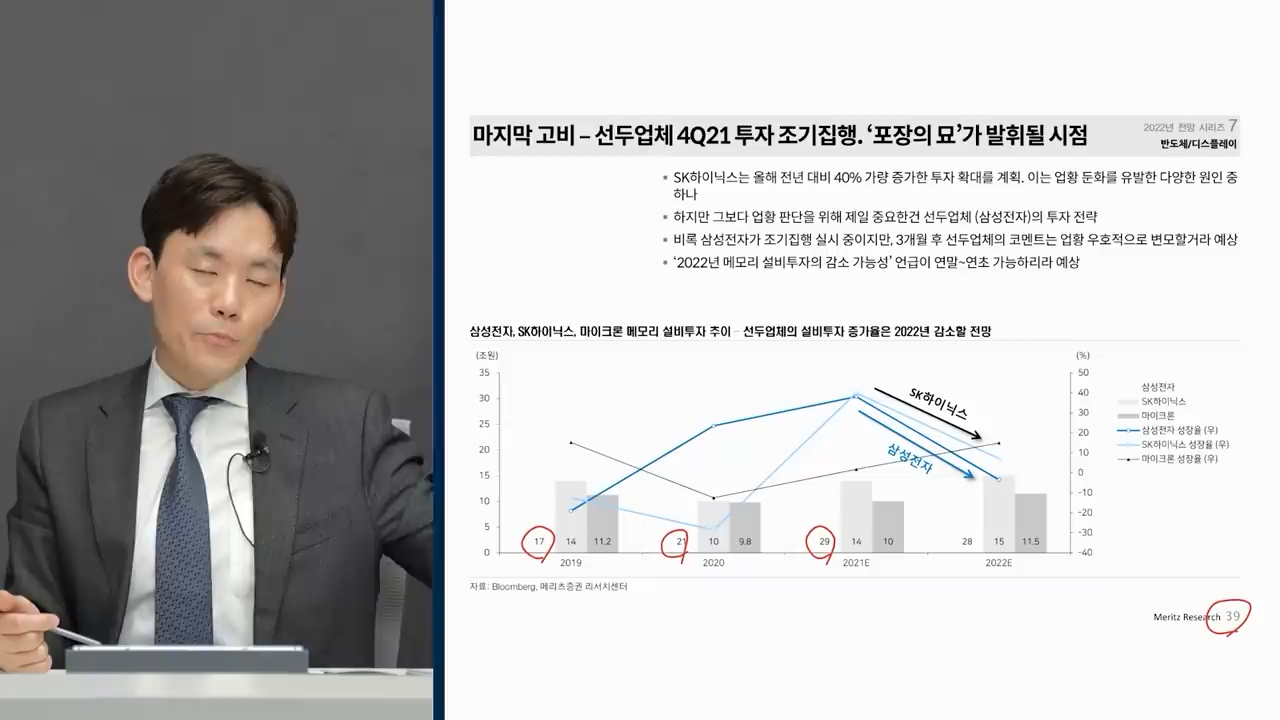 마지막 고비 – 선두업체 4Q21 투자 조기집행. ‘포장의 묘’가 발휘될 시점
2022년 전망 시리즈 7
반도체/디스플레이
▪ SK하이닉스는 올해 전년 대비 40% 가량 증가한 투자 확대를 계획. 이는 업황 둔화를 유발한 다양한 원인 중
하나
▪ 하지만 그보다 업황 판단을 위해 제일 중요한건 선두업체 (삼성전자)의 투자 전략
▪ 비록 삼성전자가 조기집행 실시 중이지만, 3개월 후 선두업체의 코멘트는 업황 우호적으로 변모할거라 예상
▪ ‘2022년 메모리 설비투자의 감소 가능성’ 언급이 연말~연초 가능하리라 예상
삼성전자, SK하이닉스, 마이크론 메모리 설비투자 추이 – 선두업체의 설비투자 증가율은 2022년 감소할 전망
(조원)
(%)
35
30
25
20
15
10
5
0
50
40
30
20
10
0
-10
-20
-30
-40
SK하이닉스
삼성전자
17 14 11.2
21 10 9.8
29 14 10
28 15 11.5
2019 2020 2021E 2022E
삼성전자
SK하이닉스
마이크론
삼성전자 성장율 (우)
SK하이닉스 성장율 (우)
마이크론 성장율 (우)
자료: Bloomberg, 메리츠증권 리서치센터
Meritz Research 39